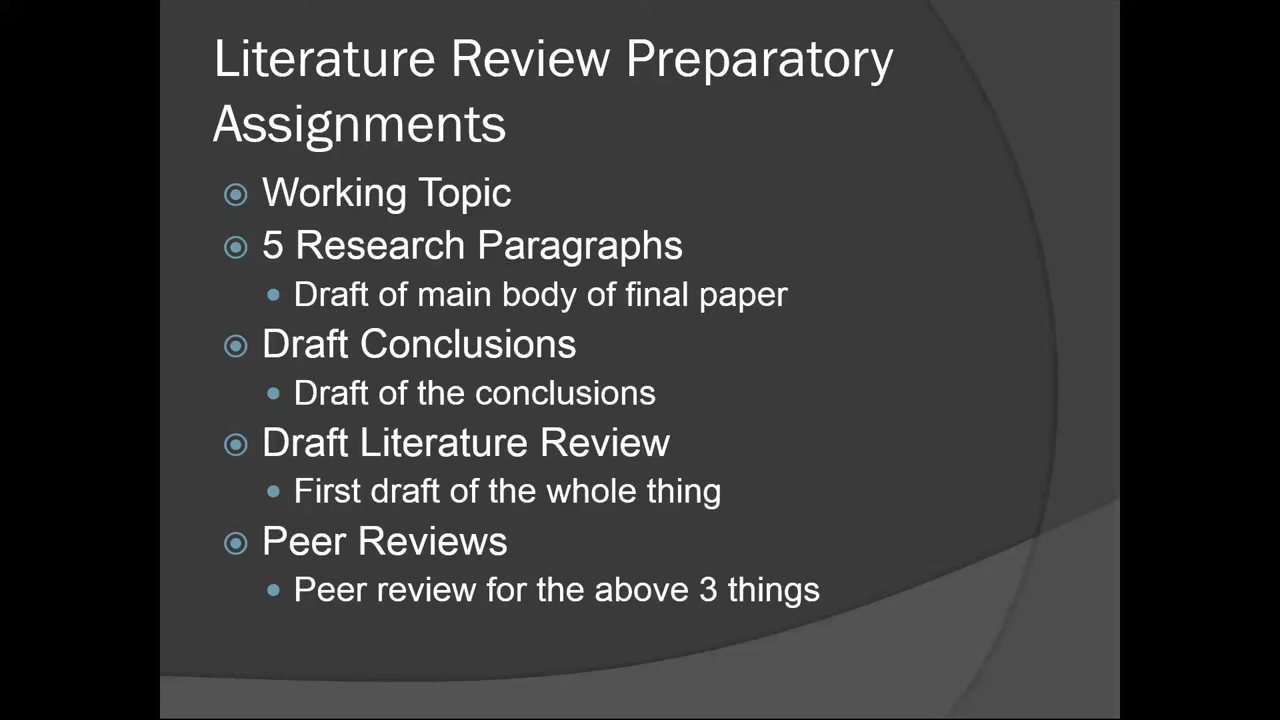 Literature Review Preparatory
Assignments
Working Topic
5 Research Paragraphs
Draft of main body of final paper
Draft Conclusions
Draft of the conclusions
Draft Literature Review
First draft of the whole thing
Peer Reviews
Peer review for the above 3 things